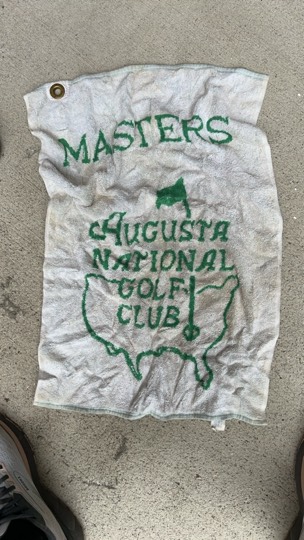 MASTERS
AUGUSTA
NATIONAL
GOLF
CLUB